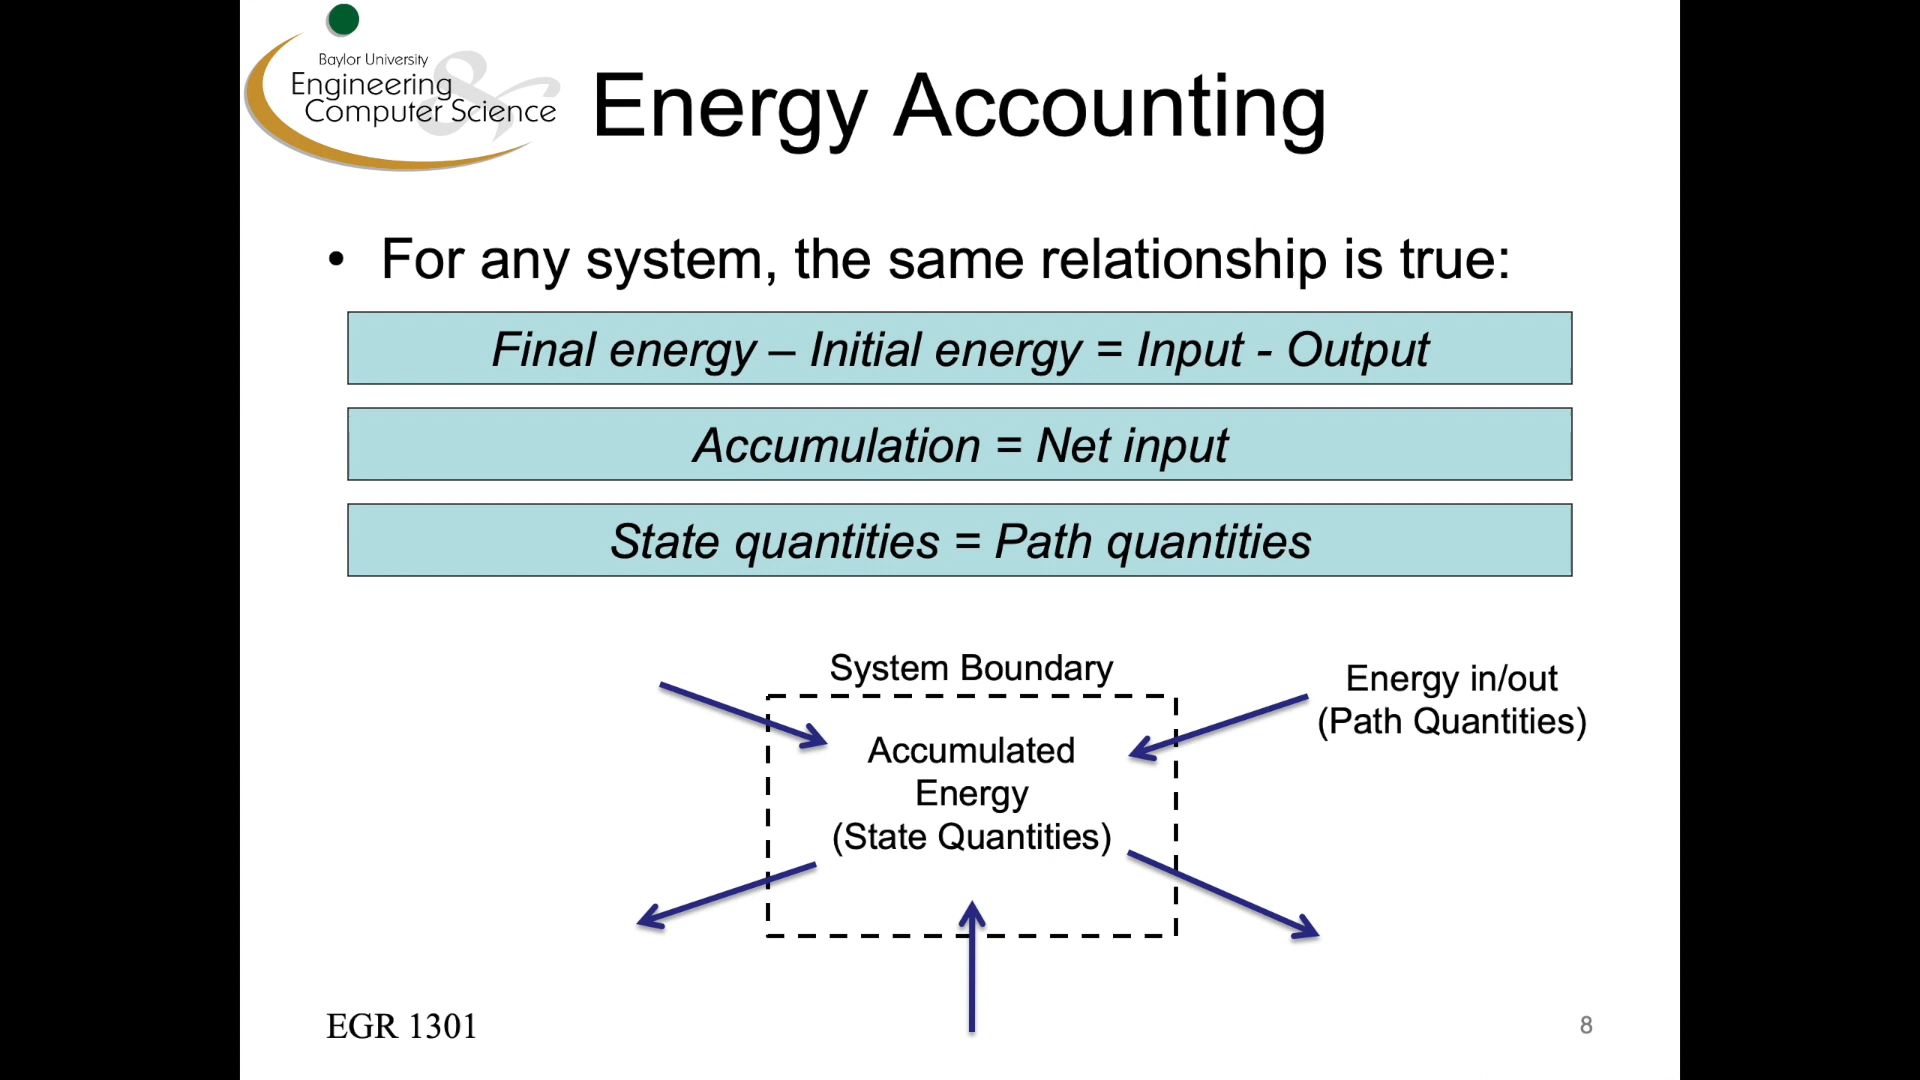 Baylor University
Engineering
& Computer Science
Energy Accounting
• For any system, the same relationship is true:
Final energy – Initial energy = Input - Output
Accumulation = Net input
State quantities = Path quantities
System Boundary
Energy in/out
(Path Quantities)
Accumulated
Energy
(State Quantities)
EGR 1301
8